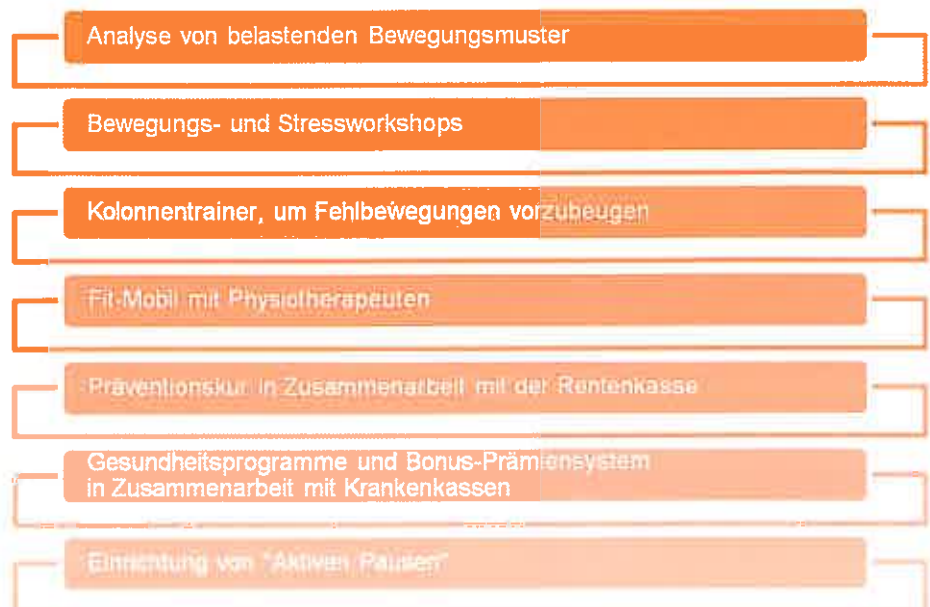 Analyse von belastenden Bewegungsmuster
Bewegungs- und Stressworkshops
Kolonnentrainer, um Fehlbewegungen vorzubeugen
Fit-Mobil mit Physiotherapeuten
Präventionskur in Zusammenarbeit mit der Rentenkasse
Gesundheitsprogramme und Bonus-Prämiensystem
in Zusammenarbeit mit Krankenkassen
Einrichtung von "Aktiven Pausen"